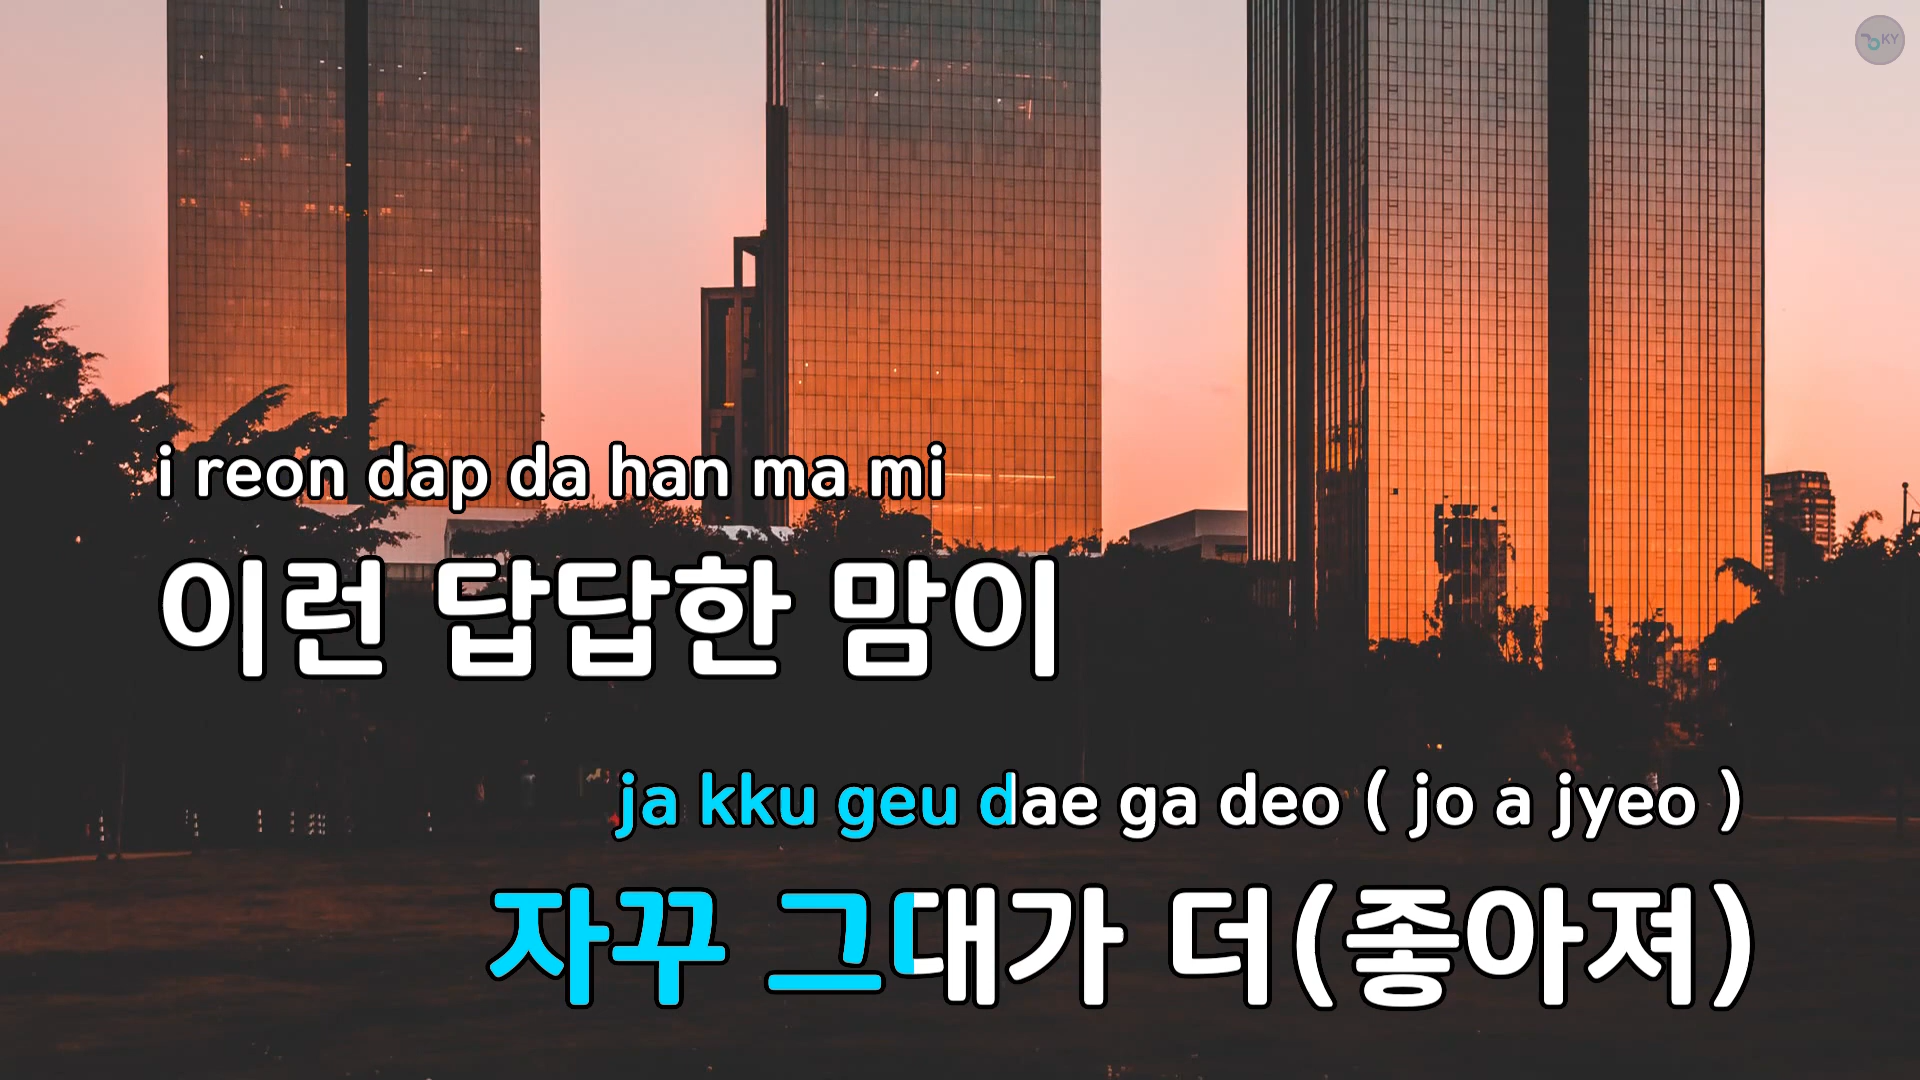 KY
i reon dap da han ma mi
이런 답답한 맘이
ja kku geu dae ga deo ( jo a jyeo )
자꾸 그대가 더(좋아져)